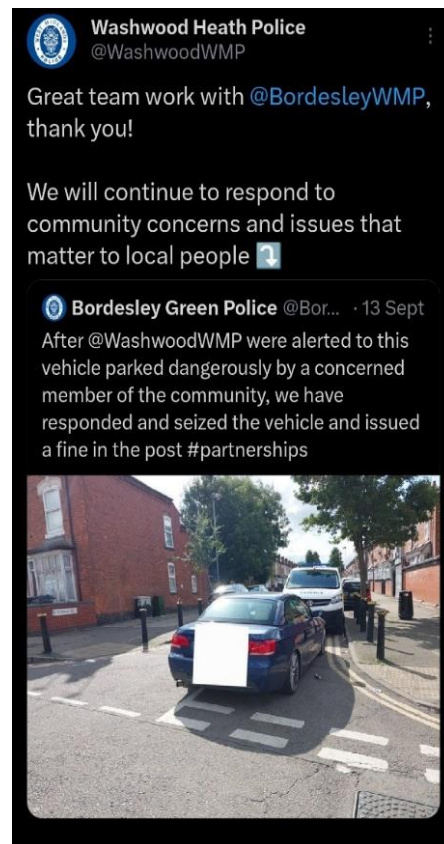 Washwood Heath Police
@WashwoodWMP
Great team work with @BordesleyWMP,
thank you!
We will continue to respond to
community concerns and issues that
matter to local people ⤵️
Bordesley Green Police @Bor... · 13 Sept
After @WashwoodWMP were alerted to this
vehicle parked dangerously by a concerned
member of the community, we have
responded and seized the vehicle and issued
a fine in the post #partnerships